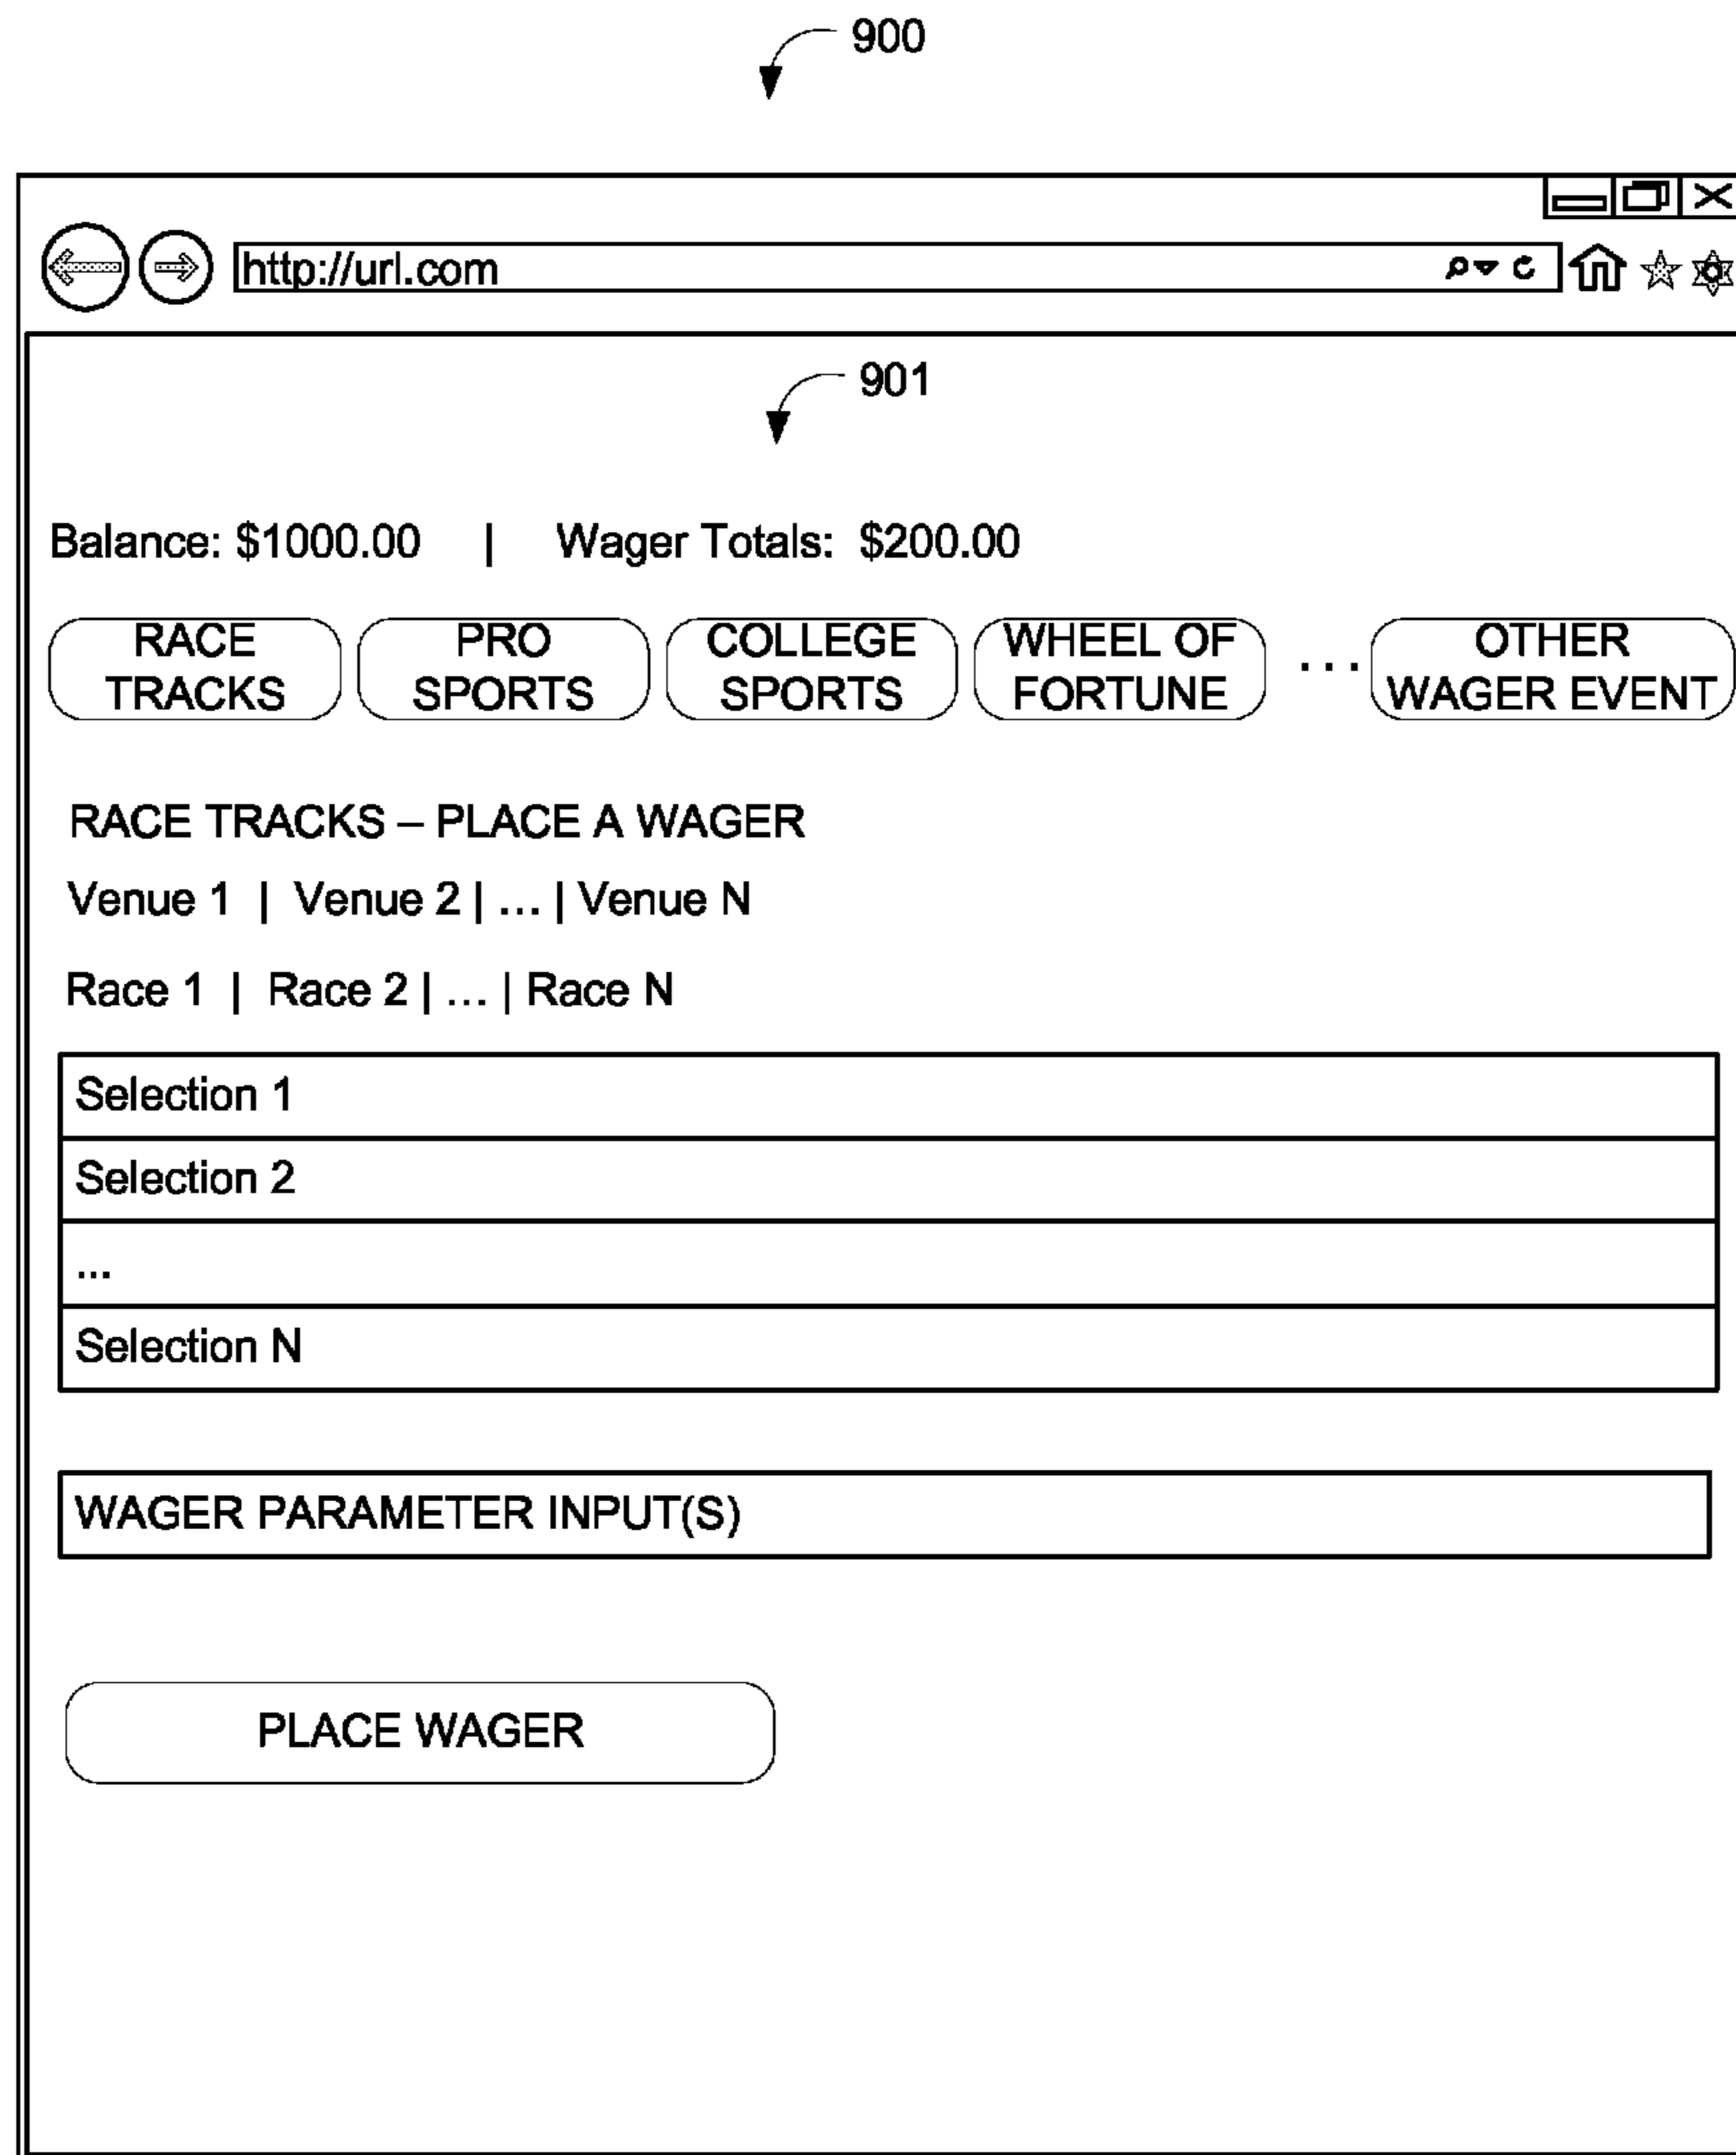 900
http://url.com
901
Balance: $1000.00 | Wager Totals: $200.00
RACE TRACKS
PRO SPORTS
COLLEGE SPORTS
WHEEL OF FORTUNE
...
OTHER WAGER EVENT
RACE TRACKS – PLACE A WAGER
Venue 1 | Venue 2 | ... | Venue N
Race 1 | Race 2 | ... | Race N
Selection 1
Selection 2
...
Selection N
WAGER PARAMETER INPUT(S)
PLACE WAGER